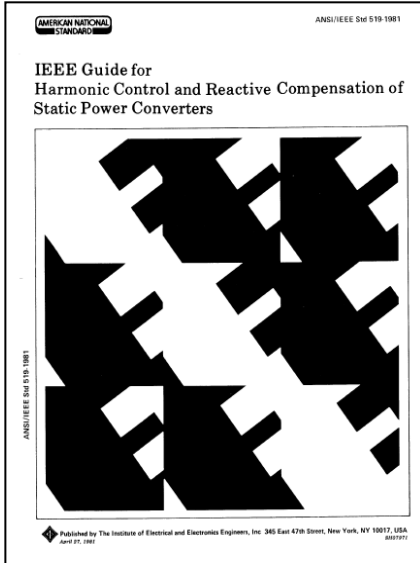 AMERICAN NATIONAL
STANDARD
ANSI/IEEE Std 519-1981
IEEE Guide for
Harmonic Control and Reactive Compensation of
Static Power Converters
ANSI/IEEE Std 519-1981
Published by The Institute of Electrical and Electronics Engineers, Inc 345 East 47th Street, New York, NY 10017, USA
April 27, 1981
SH07971